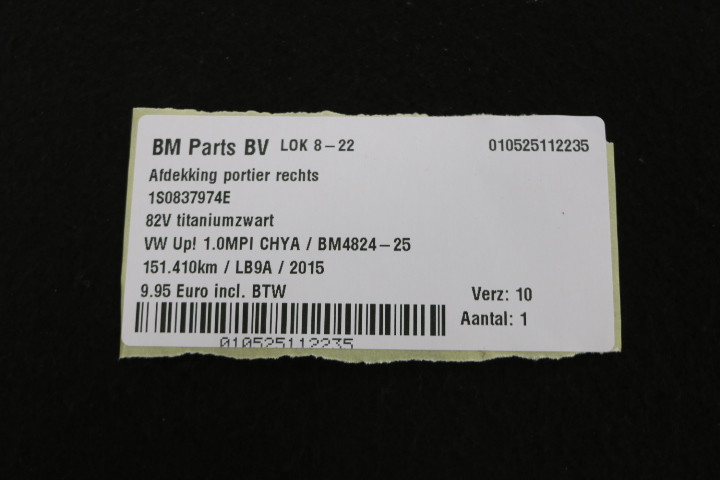 BM Parts BV LOK 8-22 010525112235
Afdekking portier rechts
1S0837974E
82V titaniumzwart
VW Up! 1.0MPI CHYA / BM4824-25
151.410km / LB9A / 2015
9.95 Euro incl. BTW Verz: 10
Aantal: 1
010525112235